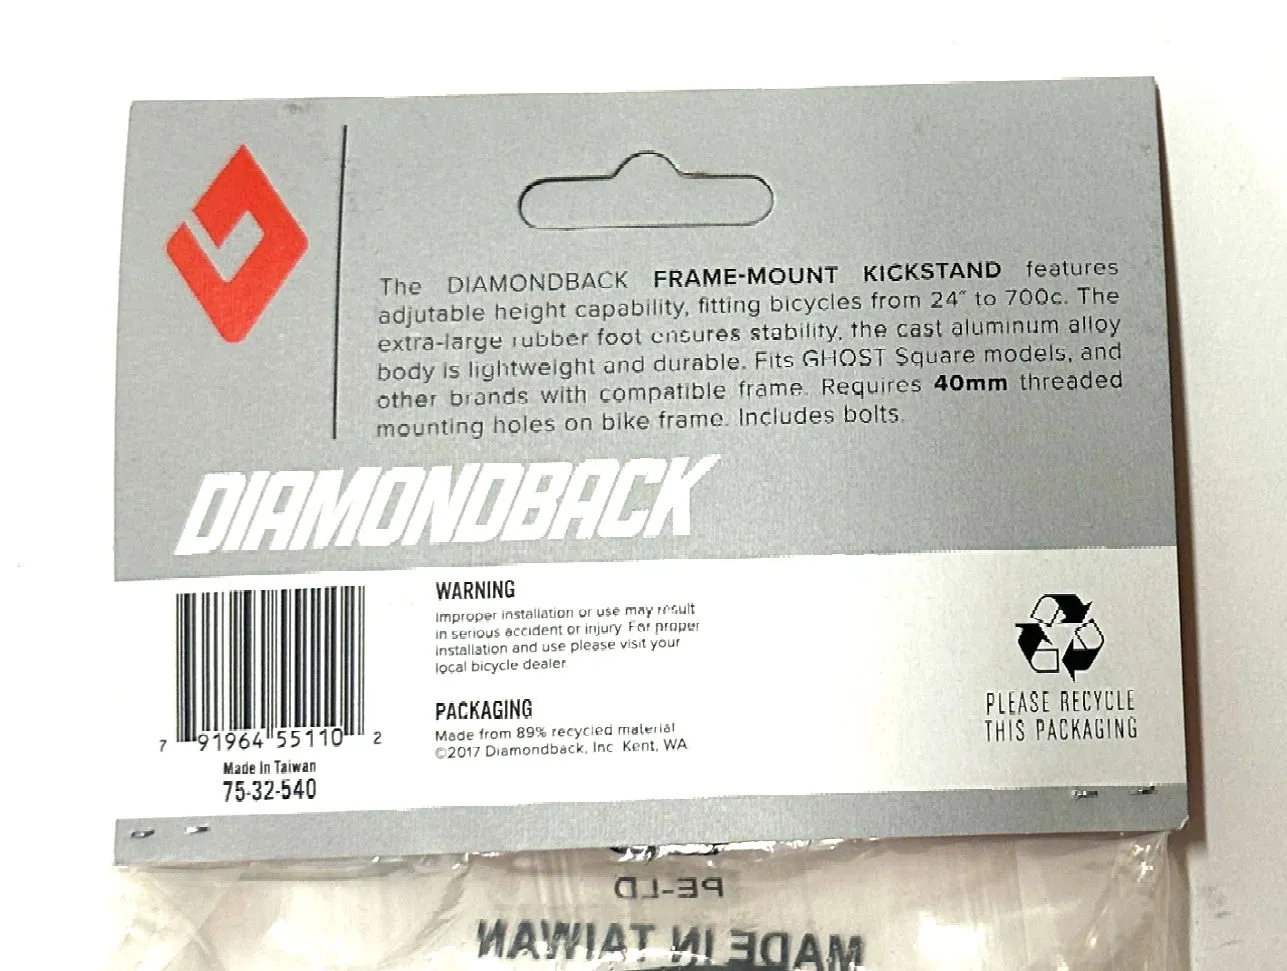 The DIAMONDBACK FRAME-MOUNT KICKSTAND features
adjutable height capability, fitting bicycles from 24" to 700c. The
extra-large rubber foot ensures stability, the cast aluminum alloy
body is lightweight and durable. Fits GHOST Square models, and
other brands with compatible frame. Requires 40mm threaded
mounting holes on bike frame. Includes bolts.
DIAMONDBACK
7 91964 55110 2
Made In Taiwan
75-32-540
WARNING
Improper installation or use may result
in serious accident or injury. For proper
installation and use please visit your
local bicycle dealer.
PACKAGING
Made from 89% recycled material
©2017 Diamondback, Inc Kent, WA
PLEASE RECYCLE
THIS PACKAGING
PE-LD
MADE IN TAIWAN